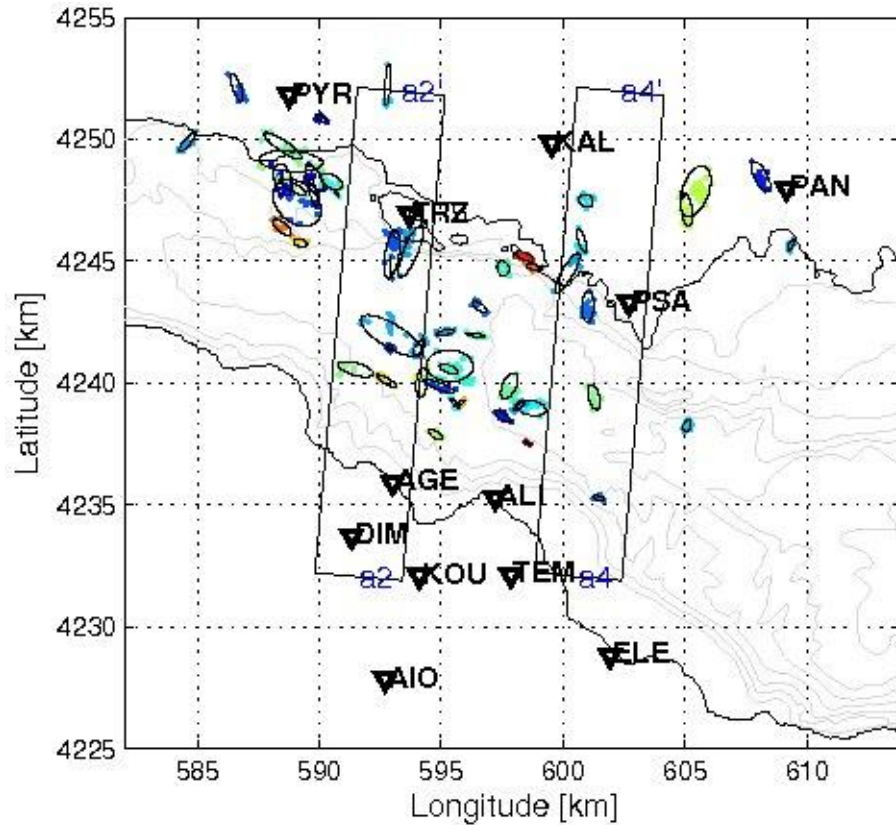 4255
PYR
a2'
a4'
4250
KAL
PAN
TRZ
4245
PSA
4240
AGE
ALI
4235
DIM
a2
KOU
TEM
a4
4230
ELE
AIO
4225
585
590
595
600
605
610
Longitude [km]
Latitude [km]